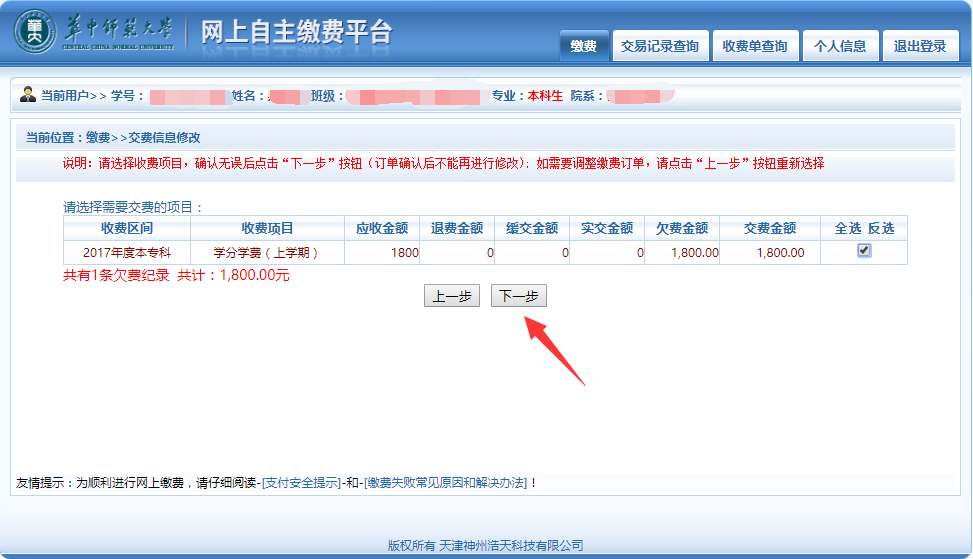 华中师范大学
CENTRAL CHINA NORMAL UNIVERSITY
网上自主缴费平台
缴费 交易记录查询 收费单查询 个人信息 退出登录
当前用户>> 学号： 姓名： 班级： 专业：本科生 院系：
当前位置：缴费>>交费信息修改
说明：请选择收费项目，确认无误后点击“下一步”按钮（订单确认后不能再进行修改）；如需要调整缴费订单，请点击“上一步”按钮重新选择
请选择需要交费的项目：
收费区间 收费项目 应收金额 退费金额 缓交金额 实交金额 欠费金额 交费金额 全选 反选
2017年度本专科 学分学费（上学期） 1800 0 0 0 1,800.00 1,800.00
共有1条欠费纪录 共计：1,800.00元
上一步 下一步
友情提示：为顺利进行网上缴费，请仔细阅读-[支付安全提示]-和-[缴费失败常见原因和解决办法]！
版权所有 天津神州浩天科技有限公司